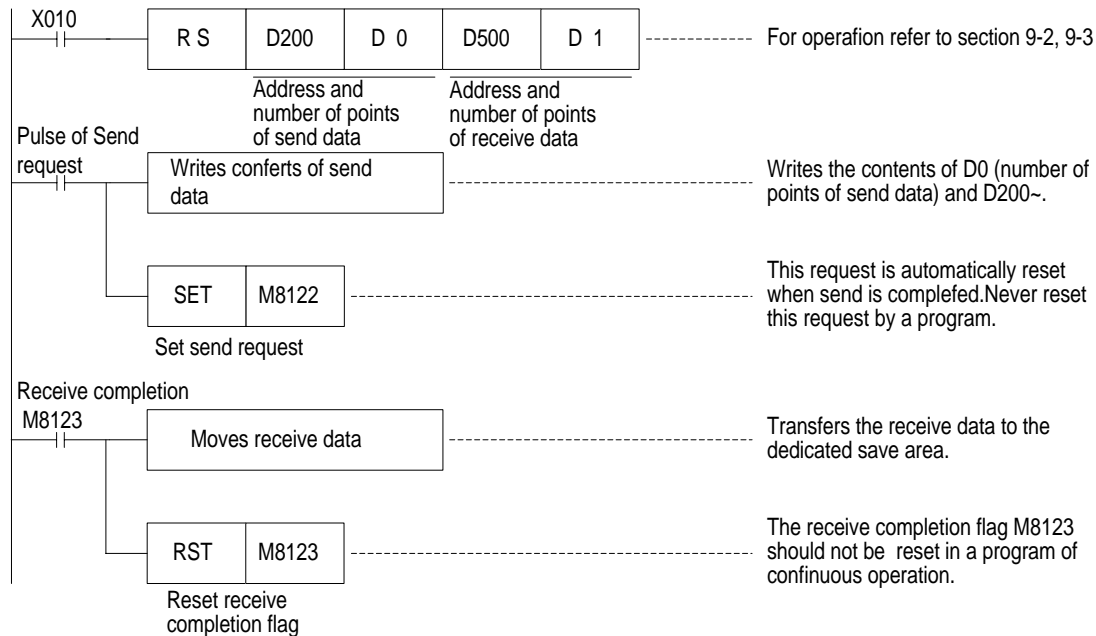 X010
R S D200 D 0 D500 D 1
For operafion refer to section 9-2, 9-3
Address and
number of points
of send data
Address and
number of points
of receive data
Pulse of Send
request
Writes conferts of send
data
Writes the contents of D0 (number of
points of send data) and D200~.
SET M8122
This request is automatically reset
when send is complefed.Never reset
this request by a program.
Set send request
Receive completion
M8123
Moves receive data
Transfers the receive data to the
dedicated save area.
RST M8123
The receive completion flag M8123
should not be reset in a program of
continuous operation.
Reset receive
completion flag